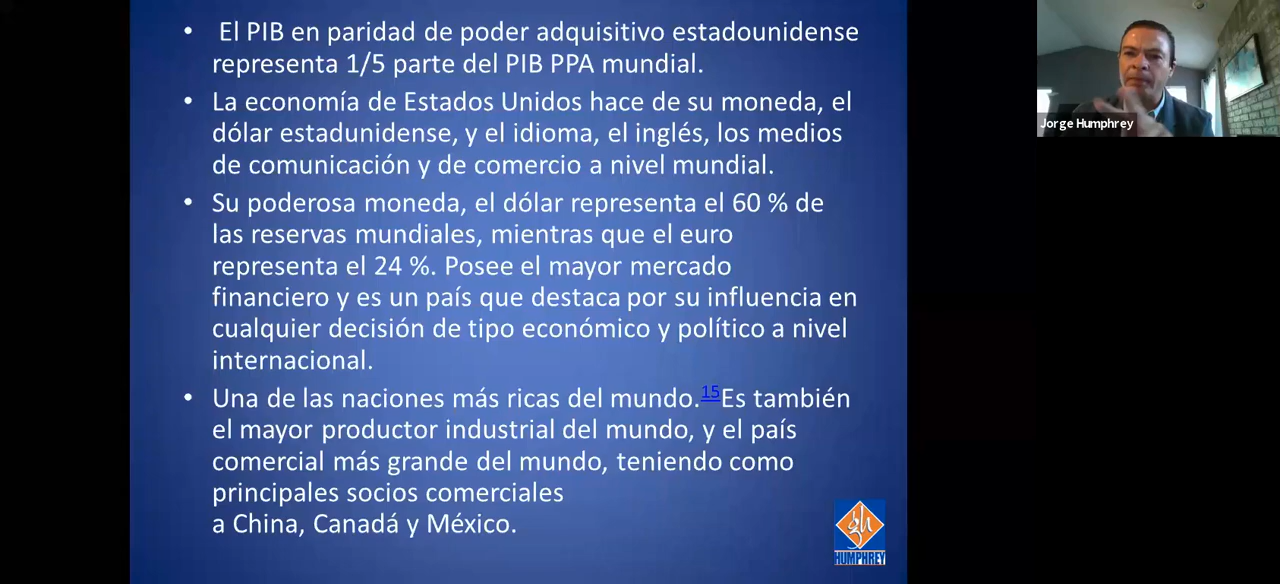 • El PIB en paridad de poder adquisitivo estadounidense
representa 1/5 parte del PIB PPA mundial.
• La economía de Estados Unidos hace de su moneda, el
dólar estadunidense, y el idioma, el inglés, los medios
de comunicación y de comercio a nivel mundial.
• Su poderosa moneda, el dólar representa el 60 % de
las reservas mundiales, mientras que el euro
representa el 24 %. Posee el mayor mercado
financiero y es un país que destaca por su influencia en
cualquier decisión de tipo económico y político a nivel
internacional.
• Una de las naciones más ricas del mundo.15Es también
el mayor productor industrial del mundo, y el país
comercial más grande del mundo, teniendo como
principales socios comerciales
a China, Canadá y México.
Jorge Humphrey
gh
HUMPHREY